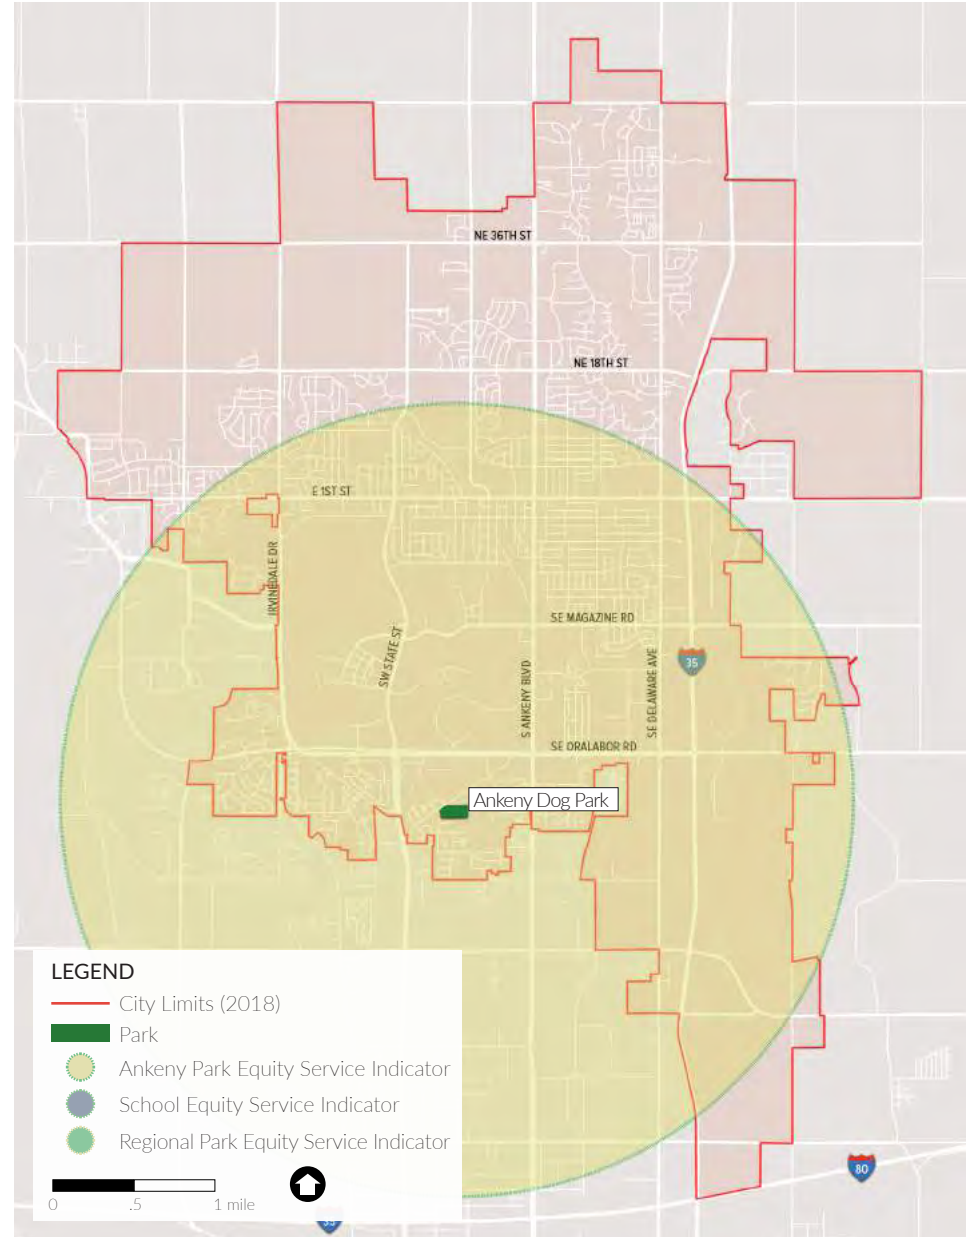 NE 36TH ST
NE 18TH ST
E 1ST ST
IRVINEDALE DR
SE MAGAZINE RD
SW STATE ST
S ANKENY BLVD
SE DELAWARE AVE
35
SE ORALABOR RD
Ankeny Dog Park
LEGEND
City Limits (2018)
Park
Ankeny Park Equity Service Indicator
School Equity Service Indicator
Regional Park Equity Service Indicator
0 .5 1 mile
80
35